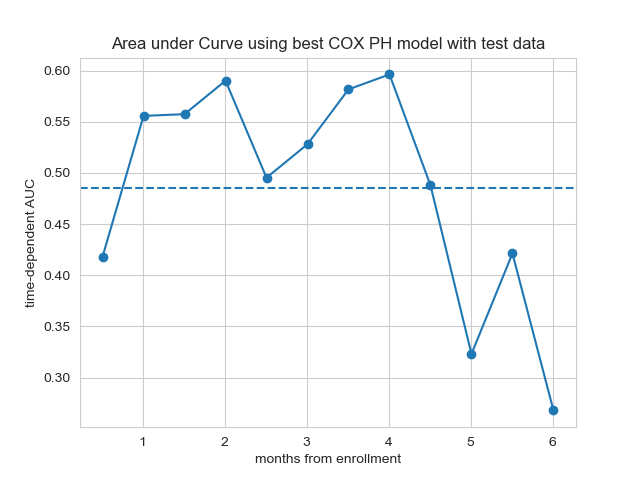 Area under Curve using best COX PH model with test data
time-dependent AUC
0.60
0.55
0.50
0.45
0.40
0.35
0.30
1 2 3 4 5 6
months from enrollment